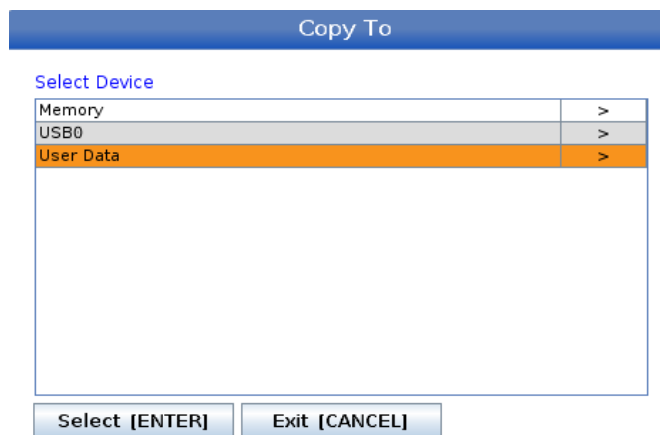 Copy To
Select Device
Memory >
USB0 >
User Data >
Select [ENTER] Exit [CANCEL]